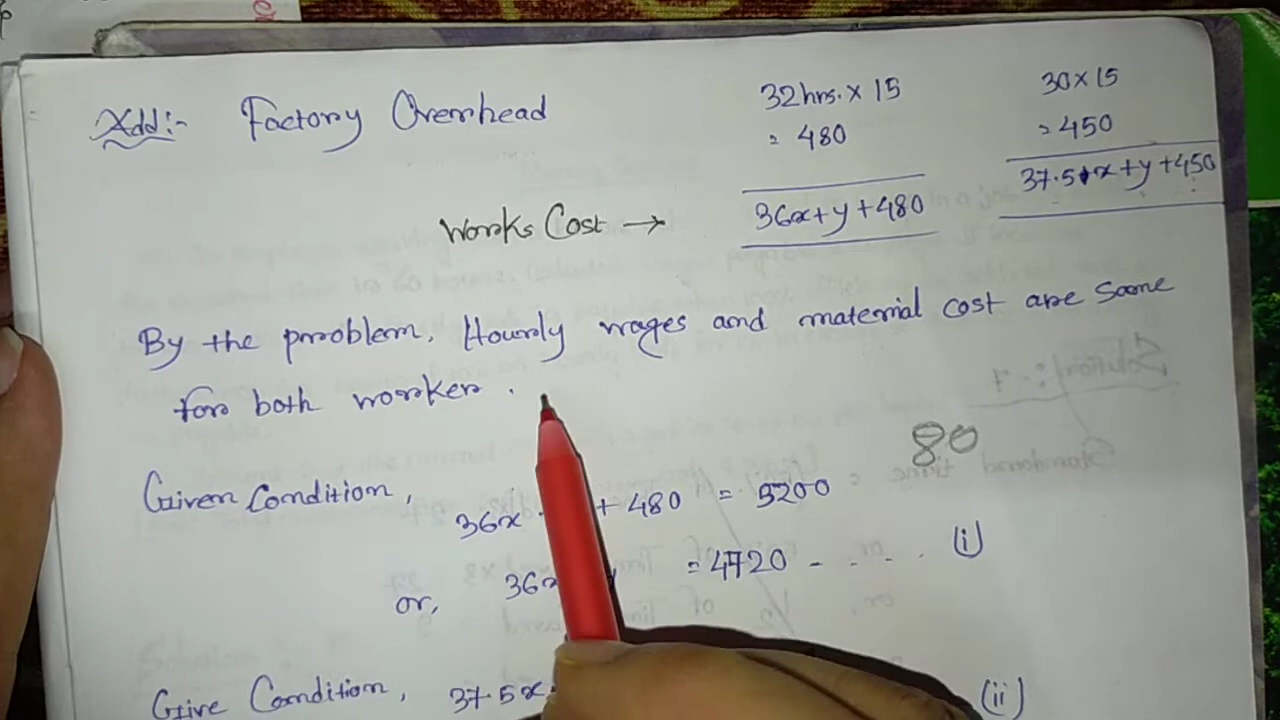 Add:- Factory Overhead 32hrs. × 15 30 × 15
= 480 = 450
Works Cost → 36x+y+480 37.5x+y+450
By the problem, Hourly wages and material cost are same
for both worker.
80
Given Condition, 36x + 480 = 5200
or, 36x = 4720 - . . . (i)
Give Condition, 37.5x (ii)